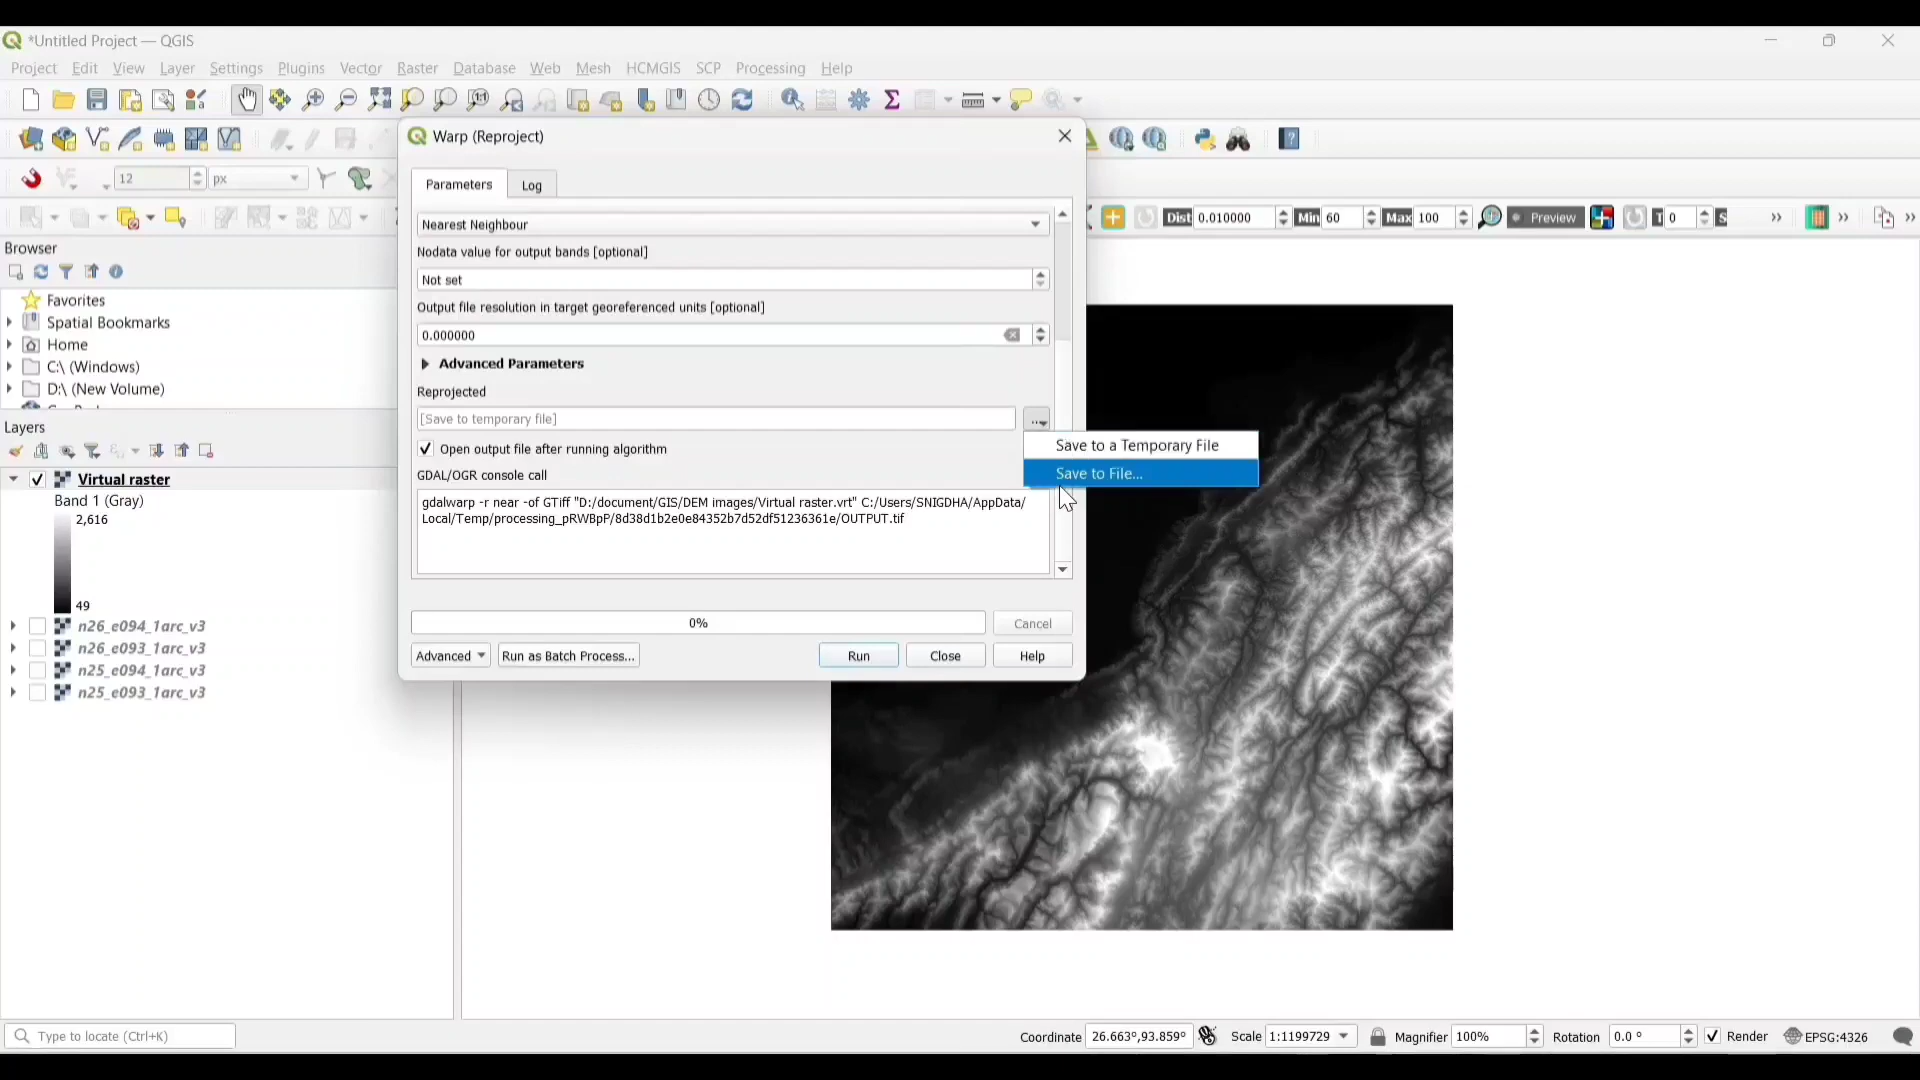 *Untitled Project — QGIS
Project Edit View Layer Settings Plugins Vector Raster Database Web Mesh HCMGIS SCP Processing Help
Warp (Reproject)
12 px
Parameters Log
Dist 0.010000 Min 60 Max 100 Preview T 0 S
Nearest Neighbour
Nodata value for output bands [optional]
Not set
Output file resolution in target georeferenced units [optional]
0.000000
Advanced Parameters
Reprojected
[Save to temporary file]
...
Save to a Temporary File
Save to File...
Open output file after running algorithm
GDAL/OGR console call
gdalwarp -r near -of GTiff "D:/document/GIS/DEM images/Virtual raster.vrt" C:/Users/SNIGDHA/AppData/
Local/Temp/processing_pRWBpP/8d38d1b2e0e84352b7d52df51236361e/OUTPUT.tif
0%
Cancel
Advanced Run as Batch Process... Run Close Help
Browser
Favorites
Spatial Bookmarks
Home
C:\ (Windows)
D:\ (New Volume)
Layers
Virtual raster
Band 1 (Gray)
2,616
49
n26_e094_1arc_v3
n26_e093_1arc_v3
n25_e094_1arc_v3
n25_e093_1arc_v3
Type to locate (Ctrl+K) Coordinate 26.663°,93.859° Scale 1:1199729 Magnifier 100% Rotation 0.0 ° Render EPSG:4326